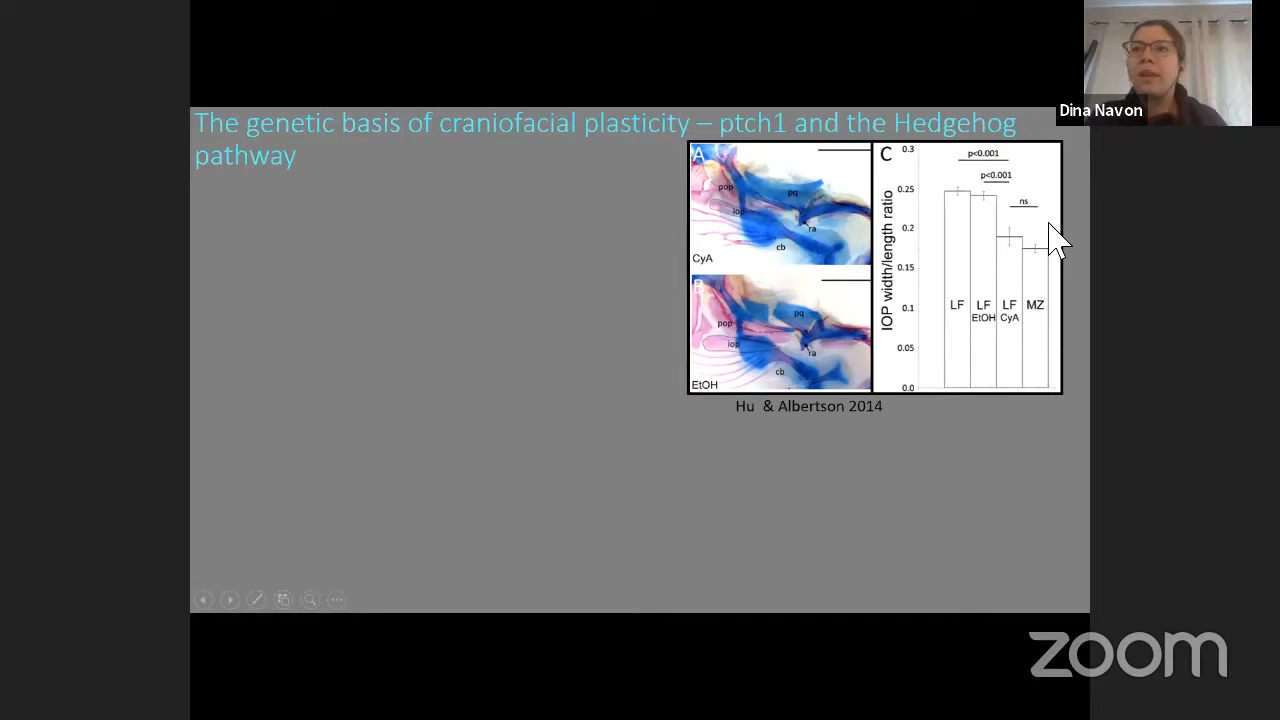 Dina Navon
The genetic basis of craniofacial plasticity – ptch1 and the Hedgehog
pathway
A
pop
pq
iop
ra
cb
CyA
B
pop
pq
iop
ra
cb
EtOH
C
IOP width/length ratio
0.3
0.25
0.2
0.15
0.1
0.05
0.0
p<0.001
p<0.001
ns
LF
LF
EtOH
LF
CyA
MZ
Hu & Albertson 2014
zoom